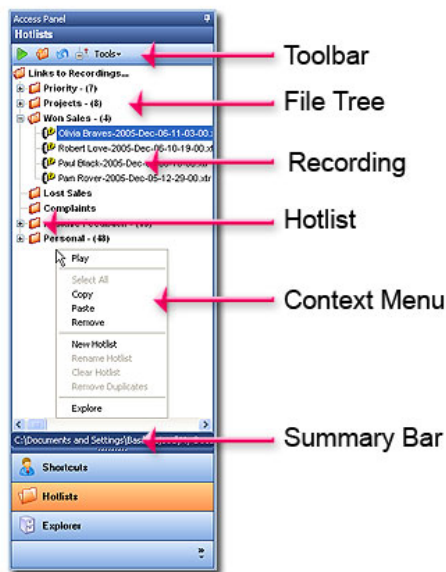 Access Panel
Hotlists
Tools
Toolbar
Links to Recordings...
Priority - (7)
File Tree
Projects - (8)
Won Sales - (4)
Olivia Braves-2005-Dec-06-11-03-00.x
Robert Love-2005-Dec-06-10-19-00.xt
Paul Black-2005-Dec-
Recording
Pam Rover-2005-Dec-05-12-29-00.xtr
Lost Sales
Complaints
Hotlist
Personal - (48)
Play
Select All
Copy
Context Menu
Paste
Remove
New Hotlist
Rename Hotlist
Clear Hotlist
Remove Duplicates
Explore
C:\Documents and Settings\
Summary Bar
Shortcuts
Hotlists
Explorer